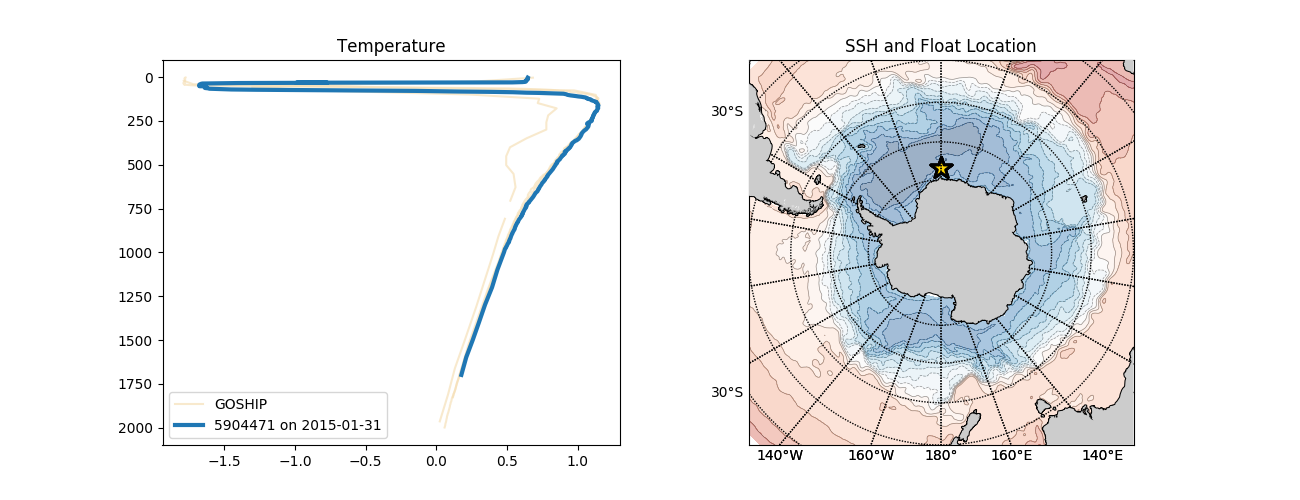 Temperature
0
250
500
750
1000
1250
1500
1750
2000
GOSHIP
5904471 on 2015-01-31
−1.5
−1.0
−0.5
0.0
0.5
1.0
SSH and Float Location
30°S
30°S
140°W
160°W
180°
160°E
140°E